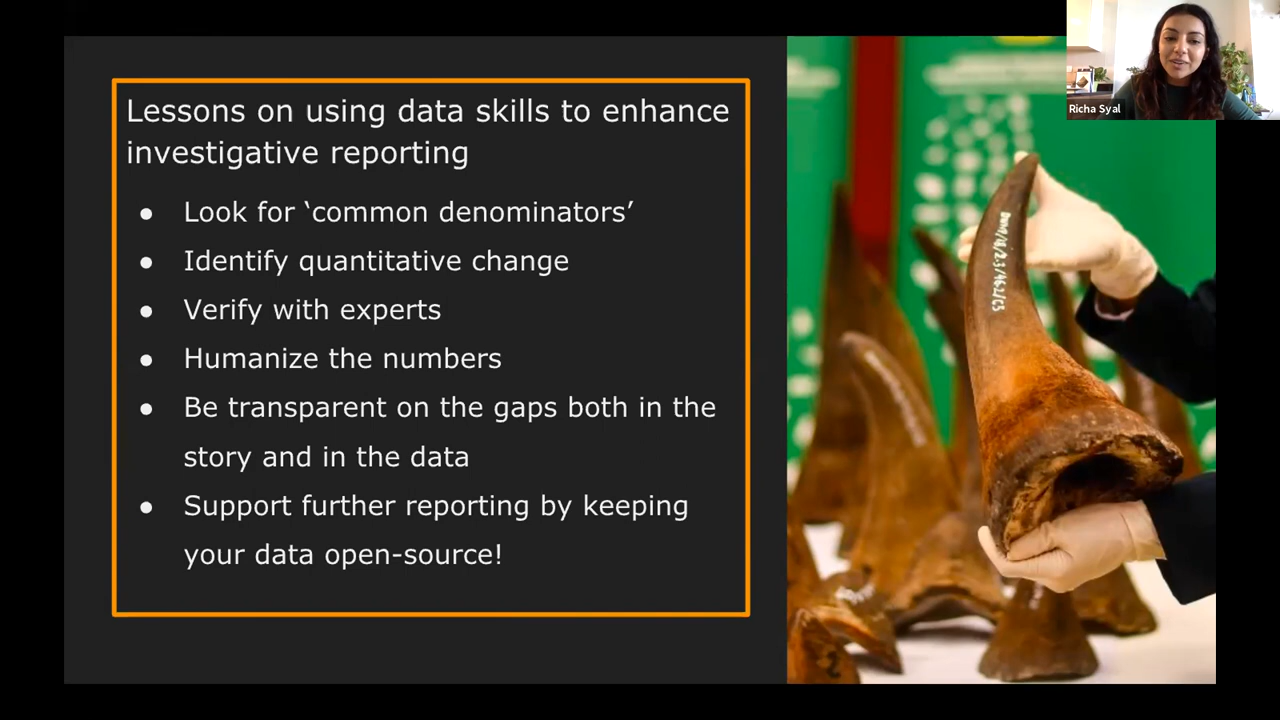 Lessons on using data skills to enhance
investigative reporting
● Look for ‘common denominators’
● Identify quantitative change
● Verify with experts
● Humanize the numbers
● Be transparent on the gaps both in the
story and in the data
● Support further reporting by keeping
your data open-source!
Richa Syal